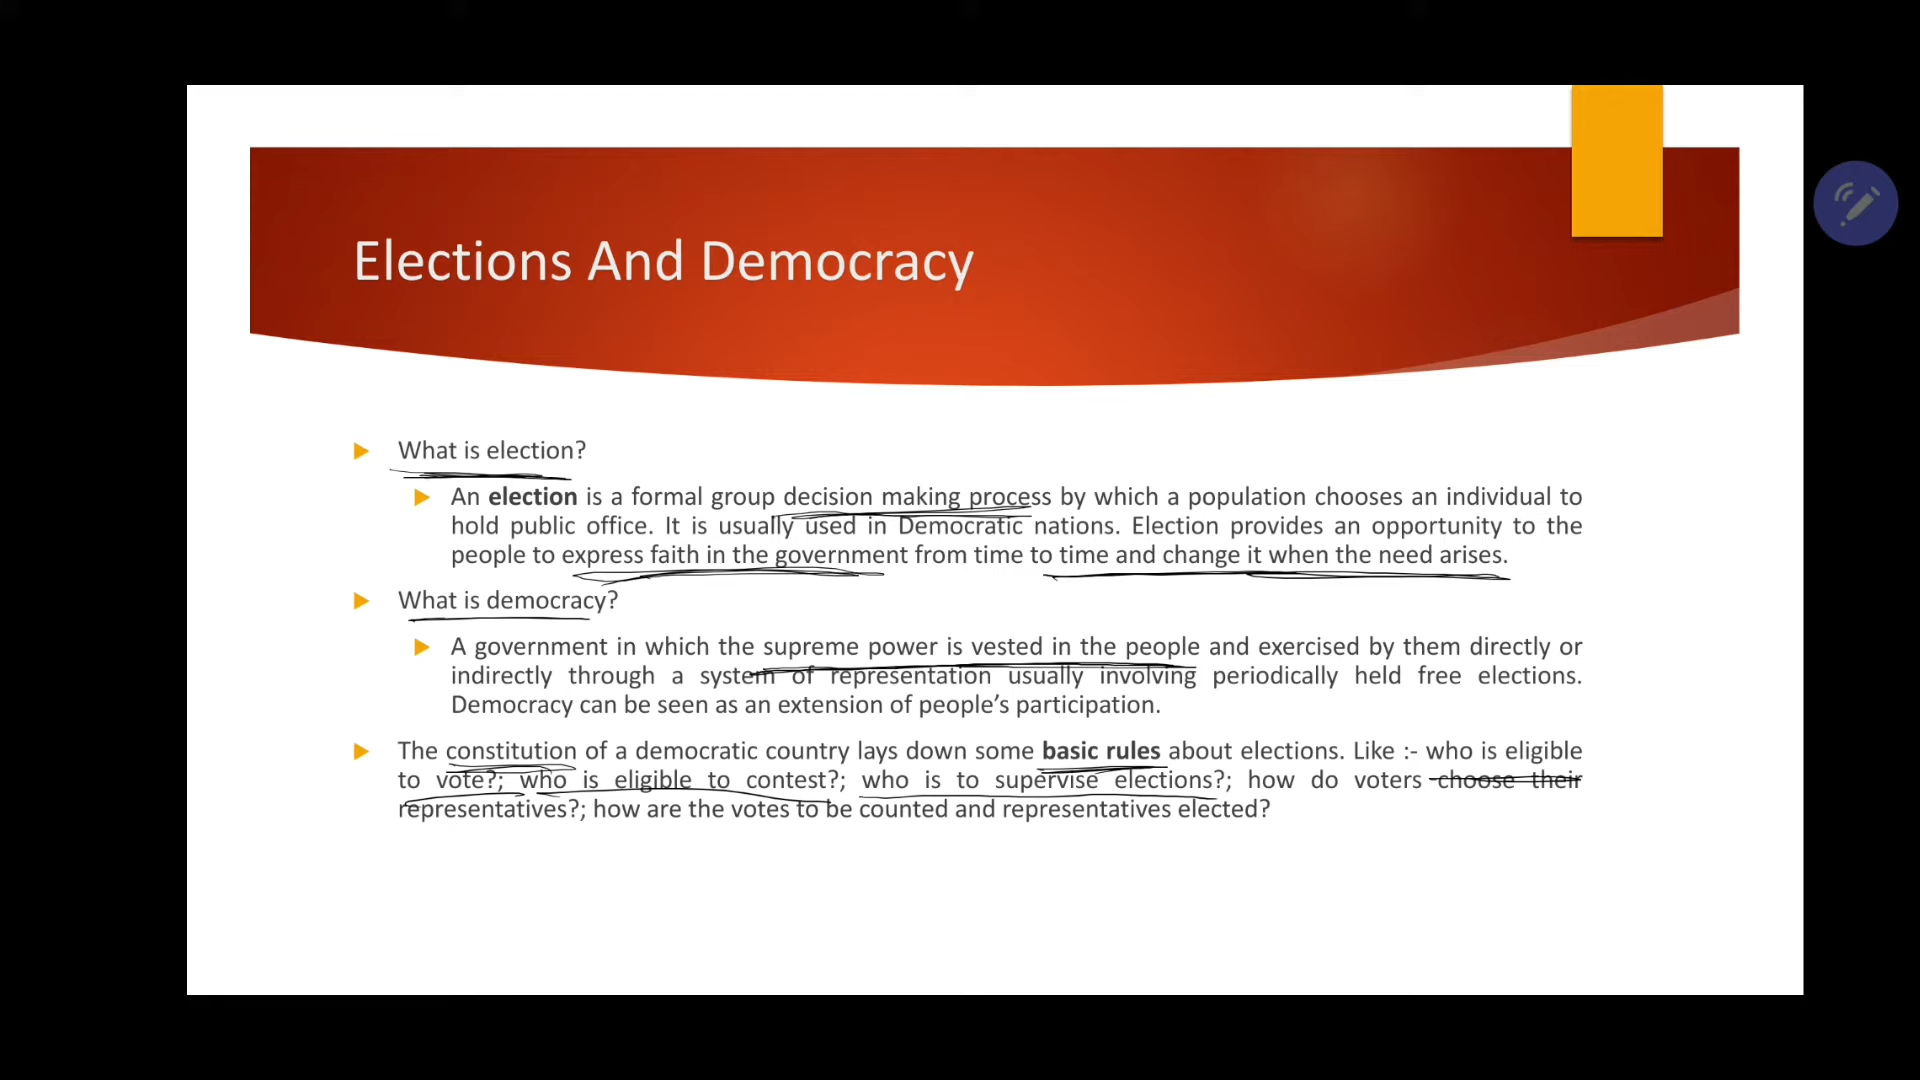 Elections And Democracy
What is election?
An election is a formal group decision making process by which a population chooses an individual to
hold public office. It is usually used in Democratic nations. Election provides an opportunity to the
people to express faith in the government from time to time and change it when the need arises.
What is democracy?
A government in which the supreme power is vested in the people and exercised by them directly or
indirectly through a system of representation usually involving periodically held free elections.
Democracy can be seen as an extension of people’s participation.
The constitution of a democratic country lays down some basic rules about elections. Like :- who is eligible
to vote?; who is eligible to contest?; who is to supervise elections?; how do voters choose their
representatives?; how are the votes to be counted and representatives elected?